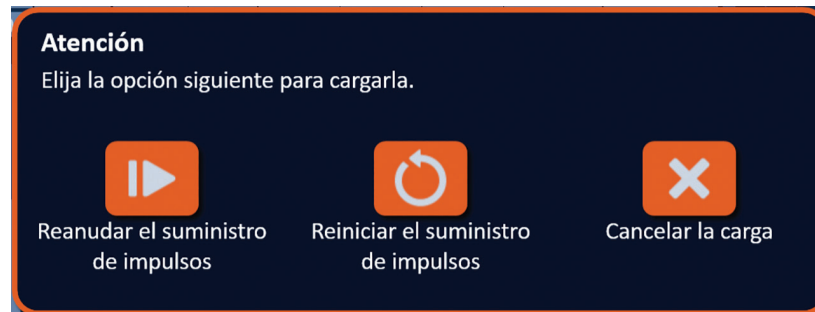 Atención
Elija la opción siguiente para cargarla.
Reanudar el suministro
de impulsos
Reiniciar el suministro
de impulsos
Cancelar la carga